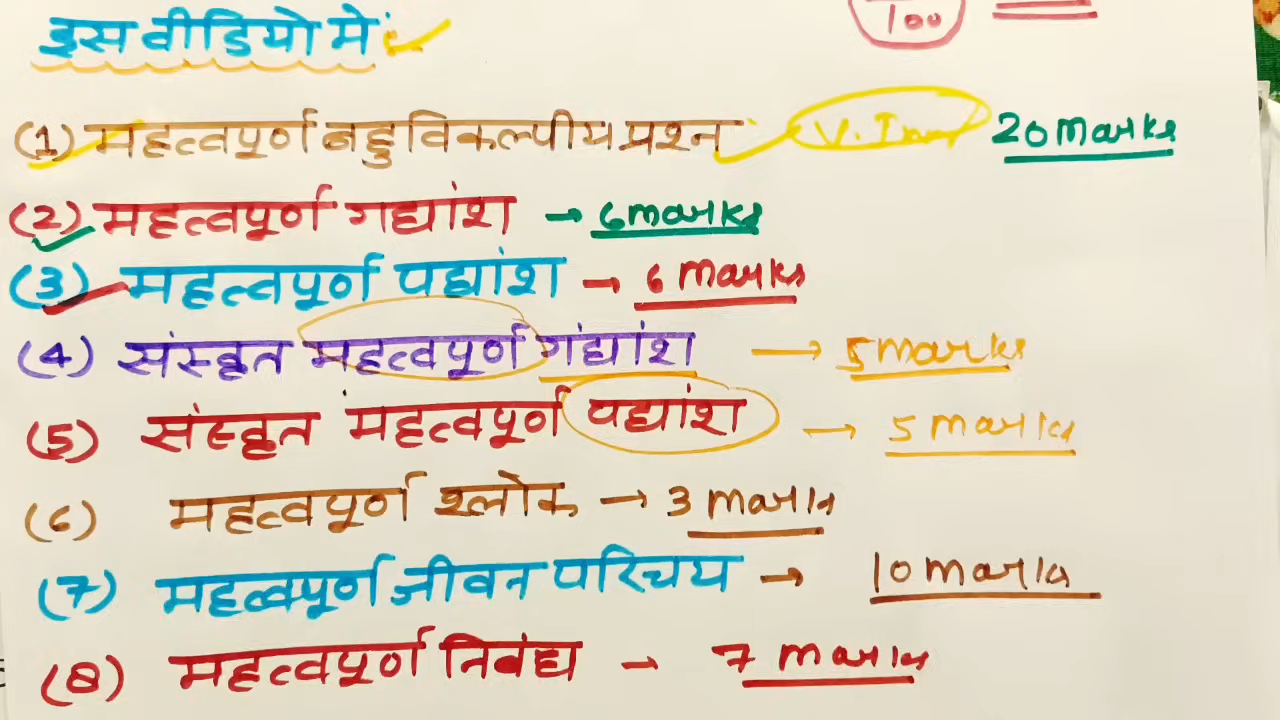 /100
इस वीडियो मे:
(1) महत्वपूर्ण बहुविकल्पीय प्रश्न V. Imp 20 marks
(2) महत्वपूर्ण गद्यांश → 6 marks
(3) महत्वपूर्ण पद्यांश - 6 marks
(4) संस्कृत महत्वपूर्ण गंद्यांश → 5 marks
(5) संस्कृत महत्वपूर्ण पद्यांश → 5 marks
(6) महत्वपूर्ण श्लोक → 3 marks
(7) महत्वपूर्ण जीवन परिचय → 10 marks
(8) महत्वपूर्ण निबंध - 7 marks